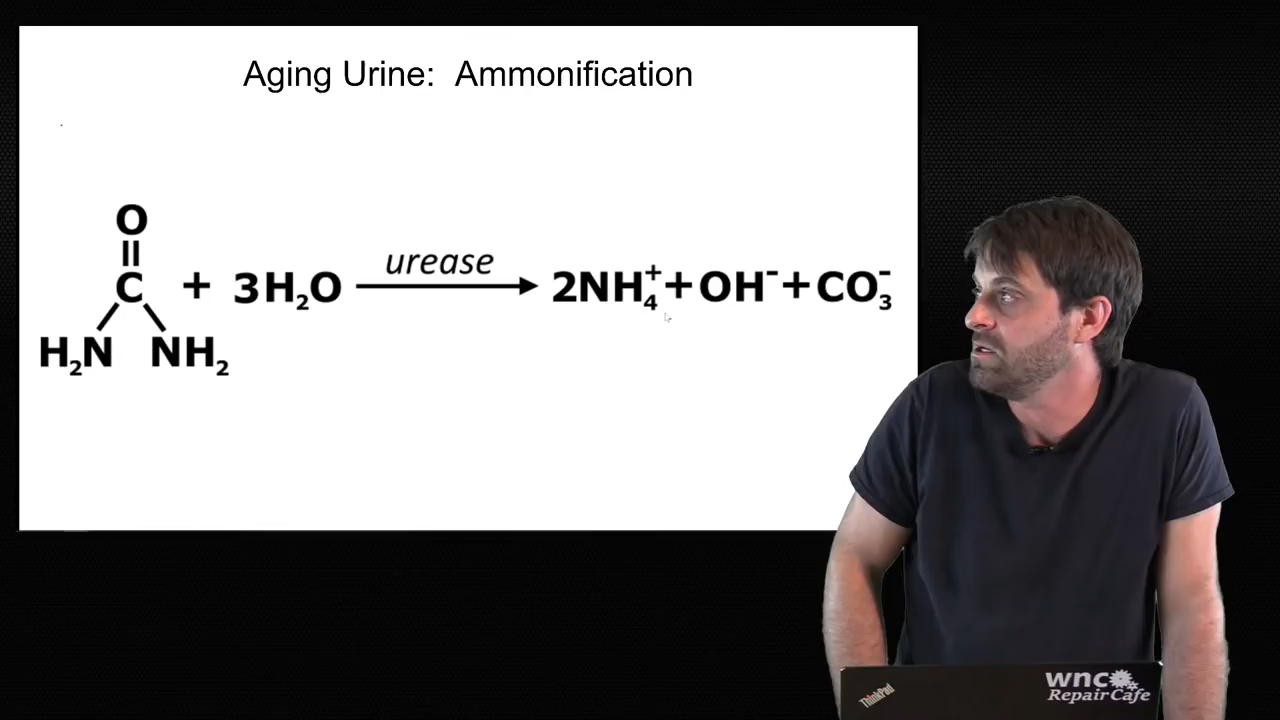 Aging Urine: Ammonification
O
||
C + 3H₂O urease 2NH₄⁺+OH⁻+CO₃⁻
H₂N NH₂
ThinkPad
wnc
Repair Cafe